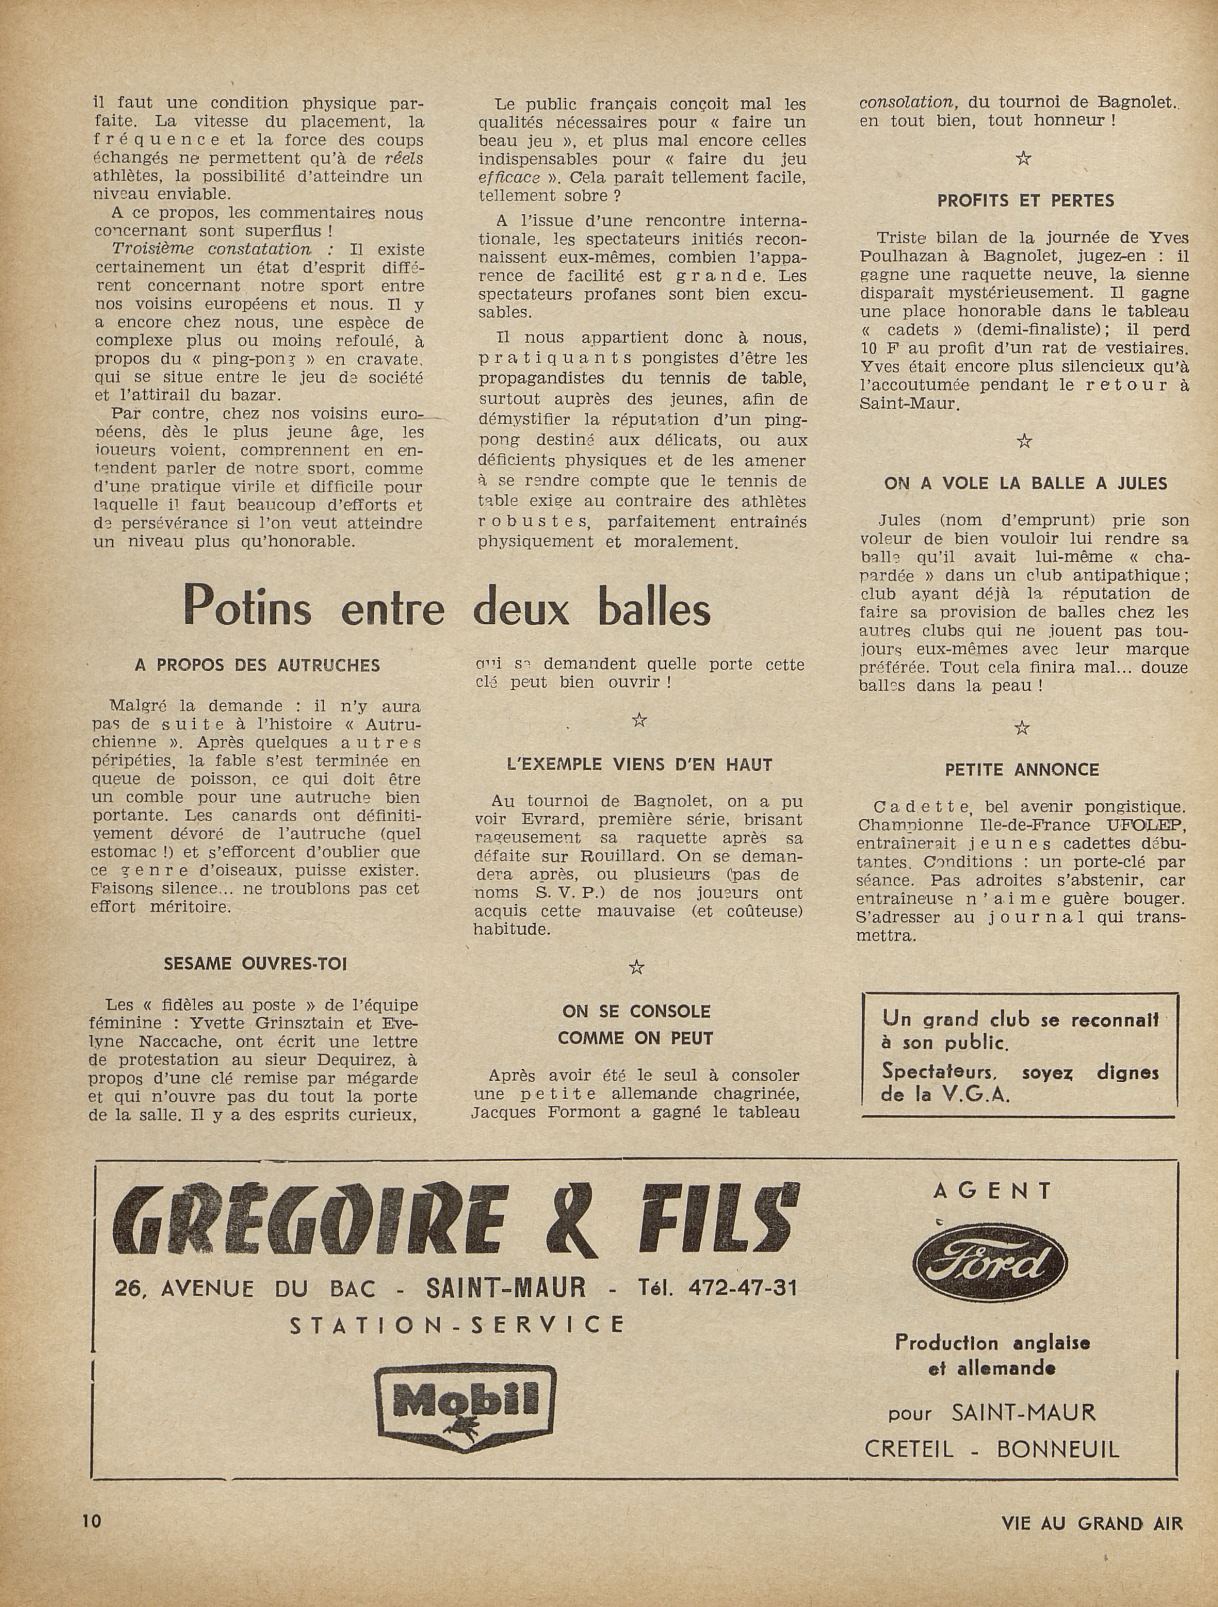 il faut une condition physique par-
faite. La vitesse du placement, la
fréquence et la force des coups
échangés ne permettent qu'à de réels
athlètes, la possibilité d'atteindre un
niveau enviable.
A ce propos, les commentaires nous
concernant sont superflus !
Troisième constatation : Il existe
certainement un état d'esprit diffé-
rent concernant notre sport entre
nos voisins européens et nous. Il y
a encore chez nous, une espèce de
complexe plus ou moins refoulé, à
propos du « ping-pong » en cravate,
qui se situe entre le jeu de société
et l'attirail du bazar.
Par contre, chez nos voisins euro-
péens, dès le plus jeune âge, les
joueurs voient, comprennent en en-
tendent parler de notre sport, comme
d'une pratique virile et difficile pour
laquelle il faut beaucoup d'efforts et
de persévérance si l'on veut atteindre
un niveau plus qu'honorable.
Le public français conçoit mal les
qualités nécessaires pour « faire un
beau jeu », et plus mal encore celles
indispensables pour « faire du jeu
efficace ». Cela paraît tellement facile,
tellement sobre ?
A l'issue d'une rencontre interna-
tionale, les spectateurs initiés recon-
naissent eux-mêmes, combien l'appa-
rence de facilité est grande. Les
spectateurs profanes sont bien excu-
sables.
Il nous appartient donc à nous,
pratiquants pongistes d'être les
propagandistes du tennis de table,
surtout auprès des jeunes, afin de
démystifier la réputation d'un ping-
pong destiné aux délicats, ou aux
déficients physiques et de les amener
à se rendre compte que le tennis de
table exige au contraire des athlètes
robustes, parfaitement entraînés
physiquement et moralement.
Potins entre deux balles
A PROPOS DES AUTRUCHES
Malgré la demande : il n'y aura
pas de suite à l'histoire « Autru-
chienne ». Après quelques autres
péripéties, la fable s'est terminée en
queue de poisson, ce qui doit être
un comble pour une autruche bien
portante. Les canards ont définiti-
vement dévoré de l'autruche (quel
estomac !) et s'efforcent d'oublier que
ce genre d'oiseaux, puisse exister.
Faisons silence... ne troublons pas cet
effort méritoire.
SESAME OUVRES-TOI
Les « fidèles au poste » de l'équipe
féminine : Yvette Grinsztain et Eve-
lyne Naccache, ont écrit une lettre
de protestation au sieur Dequirez, à
propos d'une clé remise par mégarde
et qui n'ouvre pas du tout la porte
de la salle. Il y a des esprits curieux,
qui se demandent quelle porte cette
clé peut bien ouvrir !
☆
L'EXEMPLE VIENS D'EN HAUT
Au tournoi de Bagnolet, on a pu
voir Evrard, première série, brisant
rageusement sa raquette après sa
défaite sur Rouillard. On se deman-
dera après, ou plusieurs (pas de
noms S. V. P.) de nos joueurs ont
acquis cette mauvaise (et coûteuse)
habitude.
☆
ON SE CONSOLE
COMME ON PEUT
Après avoir été le seul à consoler
une petite allemande chagrinée,
Jacques Formont a gagné le tableau
consolation, du tournoi de Bagnolet.
en tout bien, tout honneur !
☆
PROFITS ET PERTES
Triste bilan de la journée de Yves
Poulhazan à Bagnolet, jugez-en : il
gagne une raquette neuve, la sienne
disparaît mystérieusement. Il gagne
une place honorable dans le tableau
« cadets » (demi-finaliste) ; il perd
10 F au profit d'un rat de vestiaires.
Yves était encore plus silencieux qu'à
l'accoutumée pendant le retour à
Saint-Maur.
☆
ON A VOLE LA BALLE A JULES
Jules (nom d'emprunt) prie son
voleur de bien vouloir lui rendre sa
balle qu'il avait lui-même « cha-
pardée » dans un club antipathique ;
club ayant déjà la réputation de
faire sa provision de balles chez les
autres clubs qui ne jouent pas tou-
jours eux-mêmes avec leur marque
préférée. Tout cela finira mal... douze
balles dans la peau !
☆
PETITE ANNONCE
Cadette, bel avenir pongistique.
Championne Ile-de-France UFOLEP,
entraînerait jeunes cadettes débu-
tantes. Conditions : un porte-clé par
séance. Pas adroites s'abstenir, car
entraîneuse n'aime guère bouger.
S'adresser au journal qui trans-
mettra.
Un grand club se reconnait
à son public.
Spectateurs, soyez dignes
de la V.G.A.
GREGOIRE & FILS
26, AVENUE DU BAC - SAINT-MAUR - Tél. 472-47-31
STATION-SERVICE
Mobil
AGENT
Ford
Production anglaise
et allemande
pour SAINT-MAUR
CRETEIL - BONNEUIL
10
VIE AU GRAND AIR